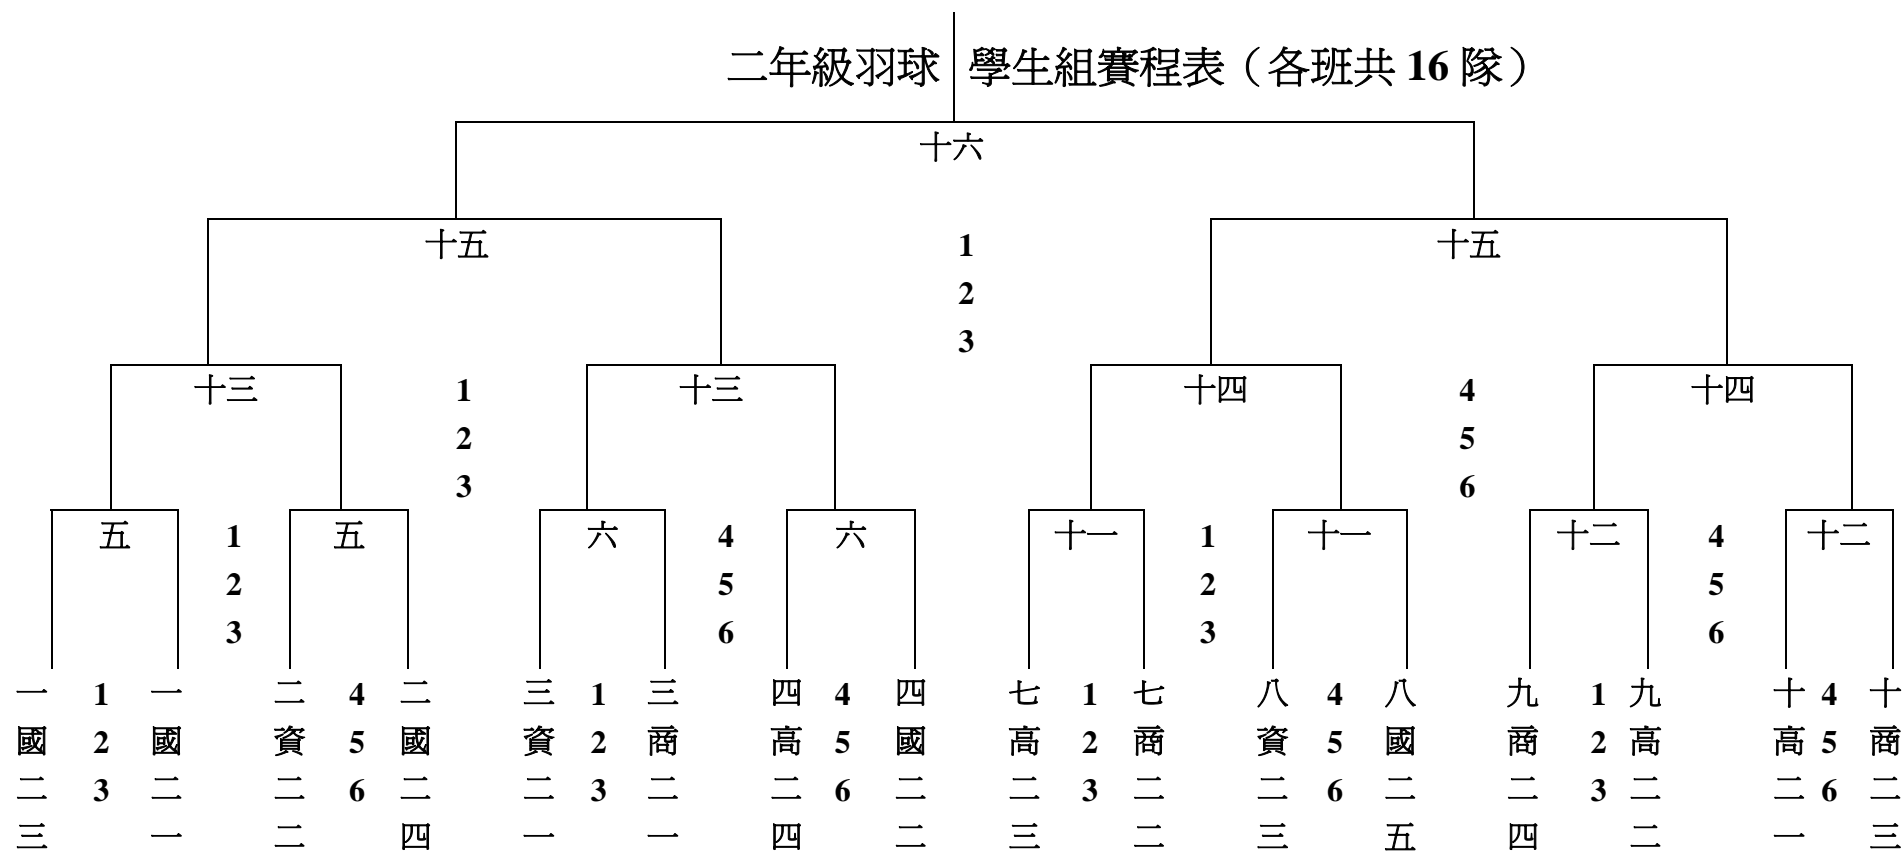 二年級羽球 學生組賽程表（各班共 16 隊）
十六
十五
1
2
3
十五
十三
1
2
3
十三
十四
4
5
6
十四
五
1
2
3
五
六
4
5
6
六
十一
1
2
3
十一
十二
4
5
6
十二
一國二三
1
2
3
一國二一
二資二二
4
5
6
二國二四
三資二一
1
2
3
三商二一
四高二四
4
5
6
四國二二
七高二三
1
2
3
七商二二
八資二三
4
5
6
八國二五
九商二四
1
2
3
九高二二
十高二一
4
5
6
十商二三